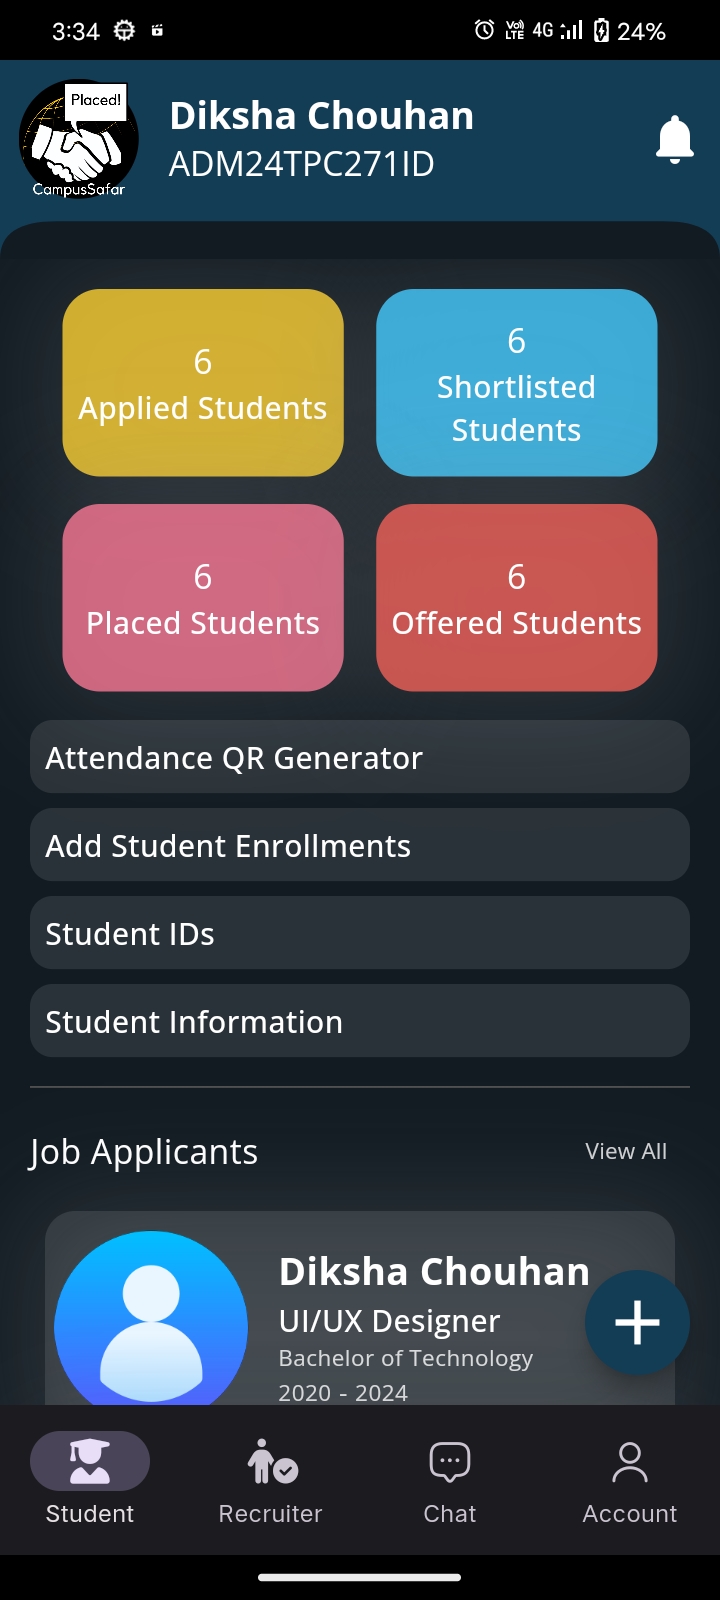 3:34
Vo)) LTE 4G 24%
Placed!
CampusSafar
Diksha Chouhan
ADM24TPC271ID
6
Applied Students
6
Shortlisted
Students
6
Placed Students
6
Offered Students
Attendance QR Generator
Add Student Enrollments
Student IDs
Student Information
Job Applicants
View All
Diksha Chouhan
UI/UX Designer
Bachelor of Technology
2020 - 2024
Student
Recruiter
Chat
Account